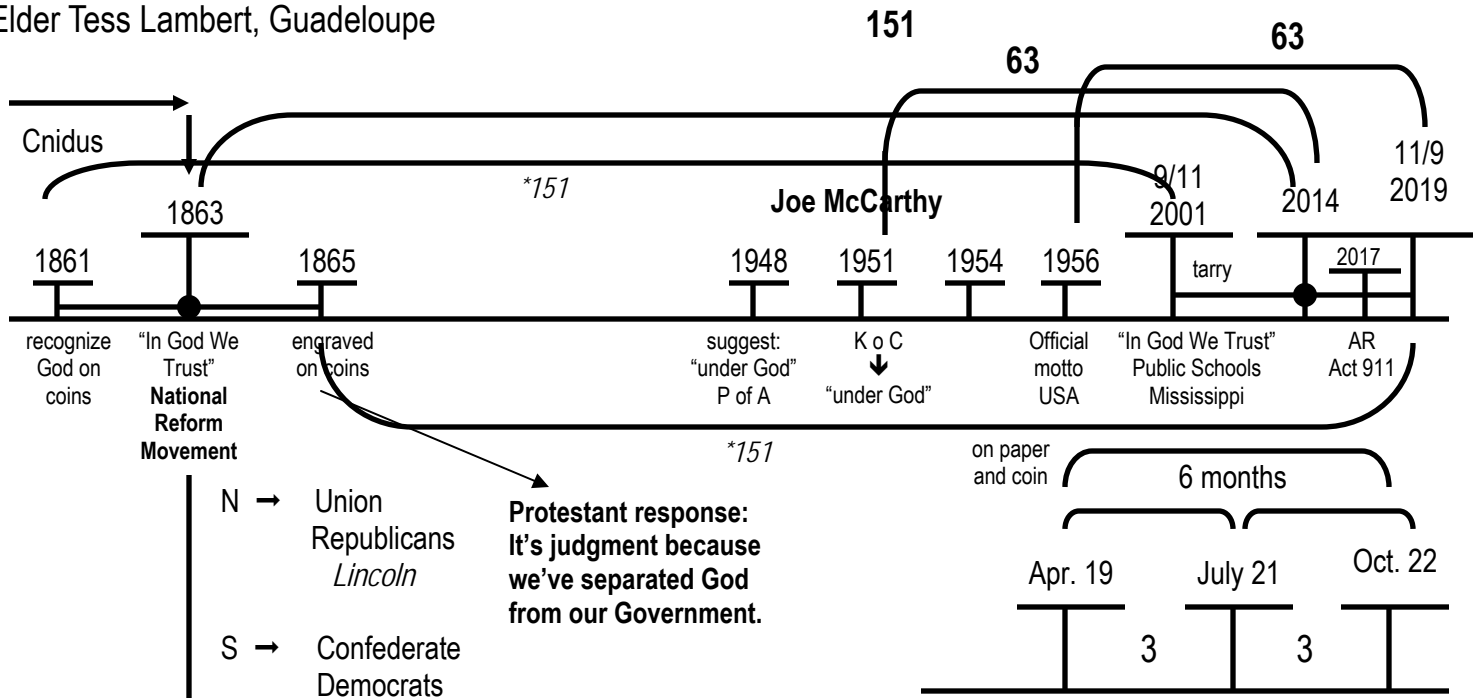 Elder Tess Lambert, Guadeloupe
151
63
63
Cnidus
*151
Joe McCarthy
9/11
2001
2014
11/9
2019
1861
1863
1865
1948
1951
1954
1956
tarry
2017
recognize
God on
coins
“In God We
Trust”
National
Reform
Movement
engraved
on coins
suggest:
“under God”
P of A
K o C
🡻
“under God”
Official
motto
USA
“In God We Trust”
Public Schools
Mississippi
AR
Act 911
*151
on paper
and coin
6 months
N → Union
Republicans
Lincoln
S → Confederate
Democrats
Protestant response:
It's judgment because
we’ve separated God
from our Government.
Apr. 19
July 21
Oct. 22
3
3